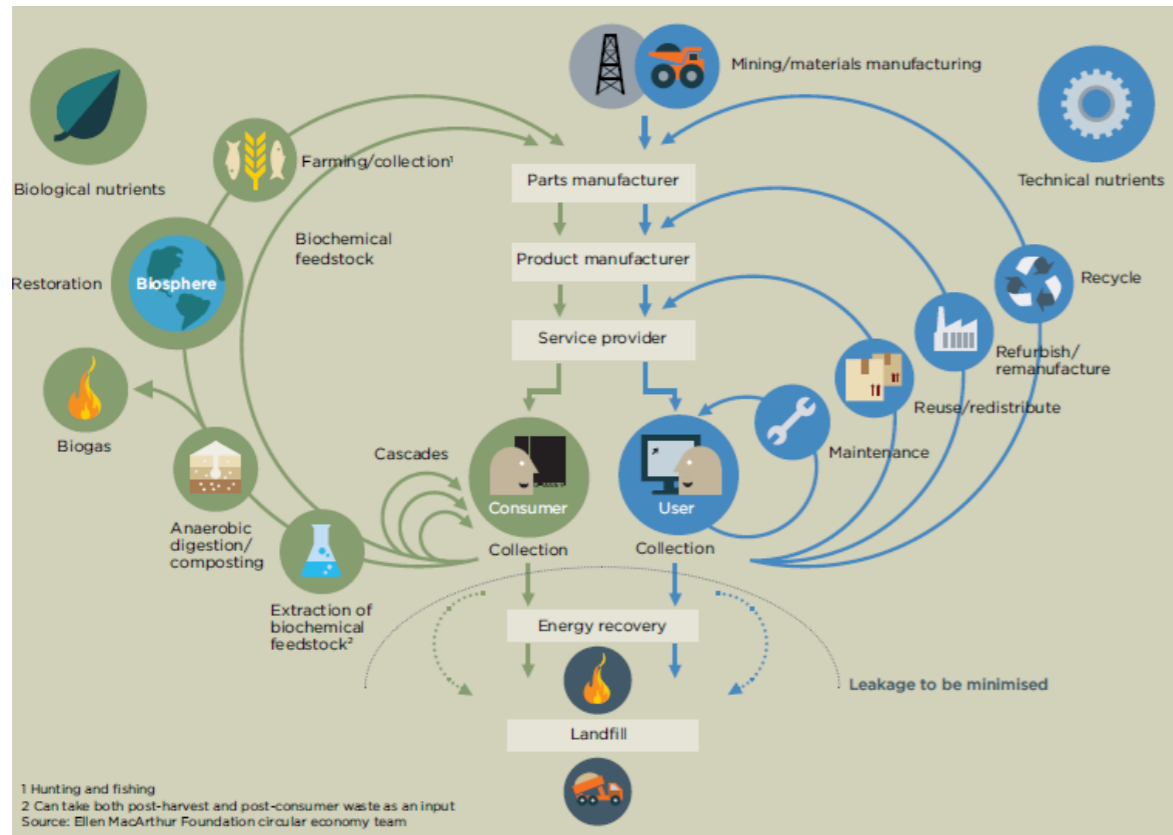 Mining/materials manufacturing
Biological nutrients
Technical nutrients
Farming/collection¹
Parts manufacturer
Biochemical
feedstock
Product manufacturer
Restoration
Biosphere
Recycle
Service provider
Refurbish/
remanufacture
Reuse/redistribute
Biogas
Cascades
Maintenance
Consumer
User
Anaerobic
digestion/
composting
Collection
Collection
Extraction of
biochemical
feedstock²
Energy recovery
Leakage to be minimised
Landfill
1 Hunting and fishing
2 Can take both post-harvest and post-consumer waste as an input
Source: Ellen MacArthur Foundation circular economy team